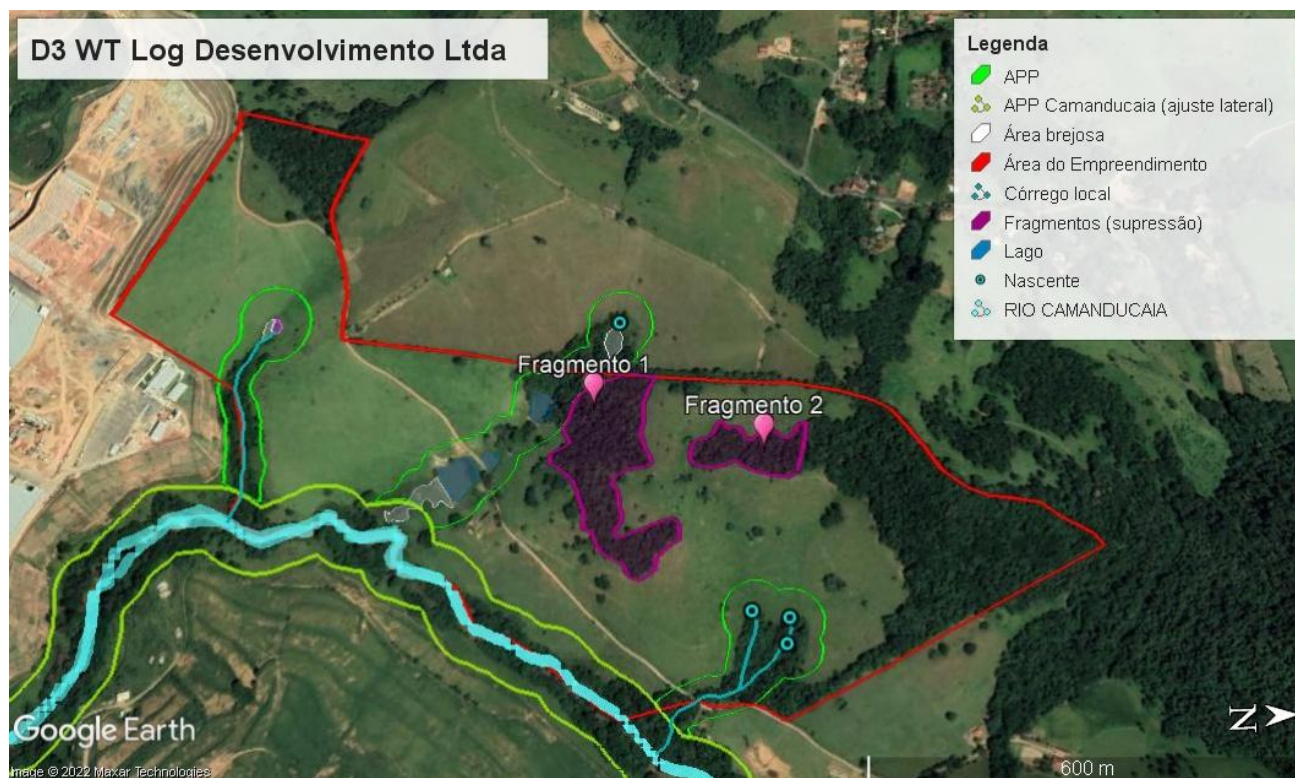 D3 WT Log Desenvolvimento Ltda
Legenda
APP
APP Camanducaia (ajuste lateral)
Área brejosa
Área do Empreendimento
Córrego local
Fragmentos (supressão)
Lago
Nascente
RIO CAMANDUCAIA
Fragmento 1
Fragmento 2
Google Earth
Image © 2022 Maxar Technologies
N
600 m